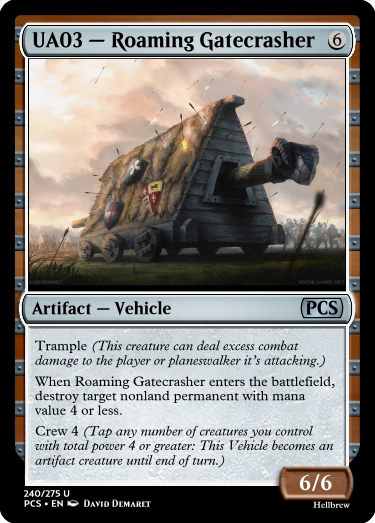 UA03 — Roaming Gatecrasher 6
Artifact — Vehicle PCS
Trample (This creature can deal excess combat
damage to the player or planeswalker it's attacking.)
When Roaming Gatecrasher enters the battlefield,
destroy target nonland permanent with mana
value 4 or less.
Crew 4 (Tap any number of creatures you control
with total power 4 or greater: This Vehicle becomes an
artifact creature until end of turn.)
6/6
240/275 U
PCS • EN DAVID DEMARET
Hellbrew